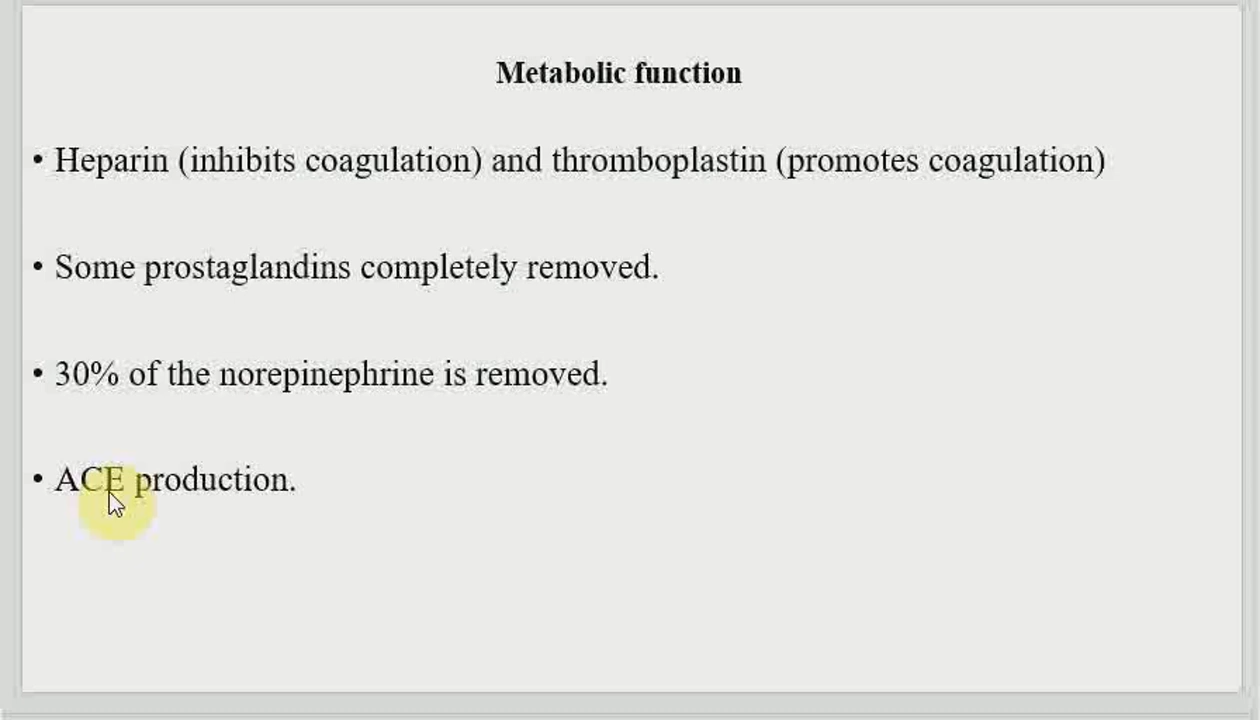 Metabolic function
• Heparin (inhibits coagulation) and thromboplastin (promotes coagulation)
• Some prostaglandins completely removed.
• 30% of the norepinephrine is removed.
• ACE production.